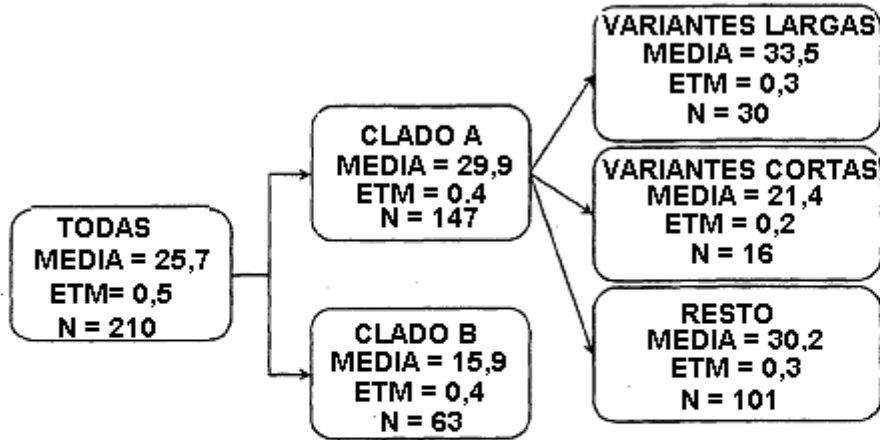 TODAS
MEDIA = 25,7
ETM= 0,5
N = 210
CLADO A
MEDIA = 29,9
ETM = 0.4
N = 147
CLADO B
MEDIA = 15,9
ETM = 0,4
N = 63
VARIANTES LARGAS
MEDIA = 33,5
ETM = 0,3
N = 30
VARIANTES CORTAS
MEDIA = 21,4
ETM = 0,2
N = 16
RESTO
MEDIA = 30,2
ETM = 0,3
N = 101